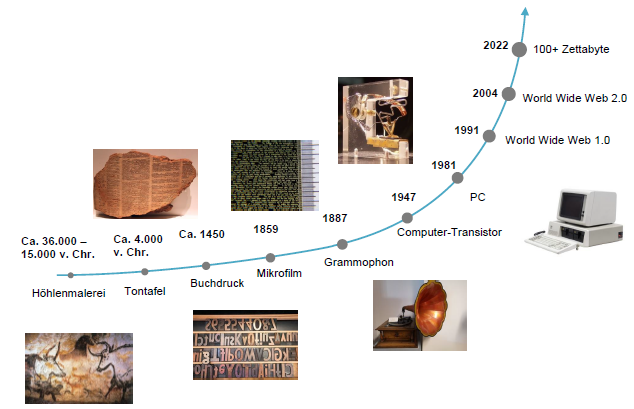 2022
100+ Zettabyte
2004
World Wide Web 2.0
1991
World Wide Web 1.0
1981
PC
1947
Computer-Transistor
1887
Grammophon
1859
Mikrofilm
Ca. 1450
Buchdruck
Ca. 4.000
v. Chr.
Tontafel
Ca. 36.000 –
15.000 v. Chr.
Höhlenmalerei